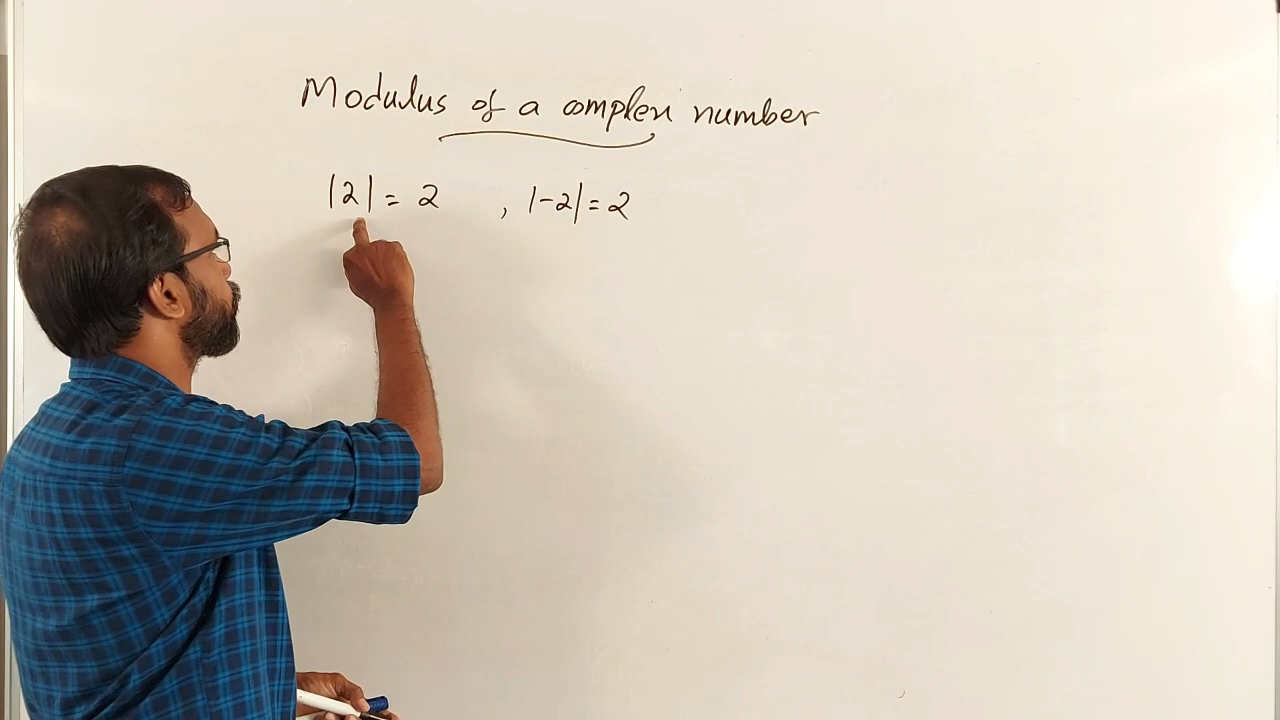 Modulus of a complex number
|2| = 2 , |-2| = 2